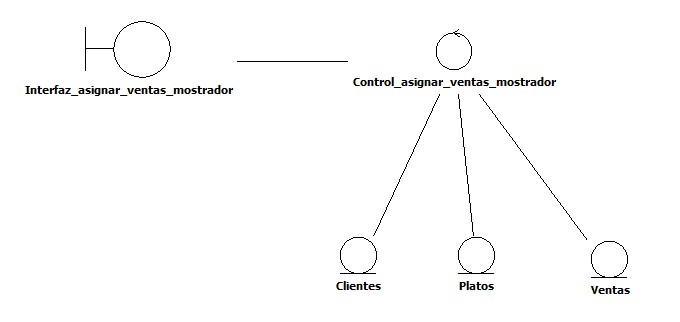 Interfaz_asignar_ventas_mostrador
Control_asignar_ventas_mostrador
Clientes
Platos
Ventas